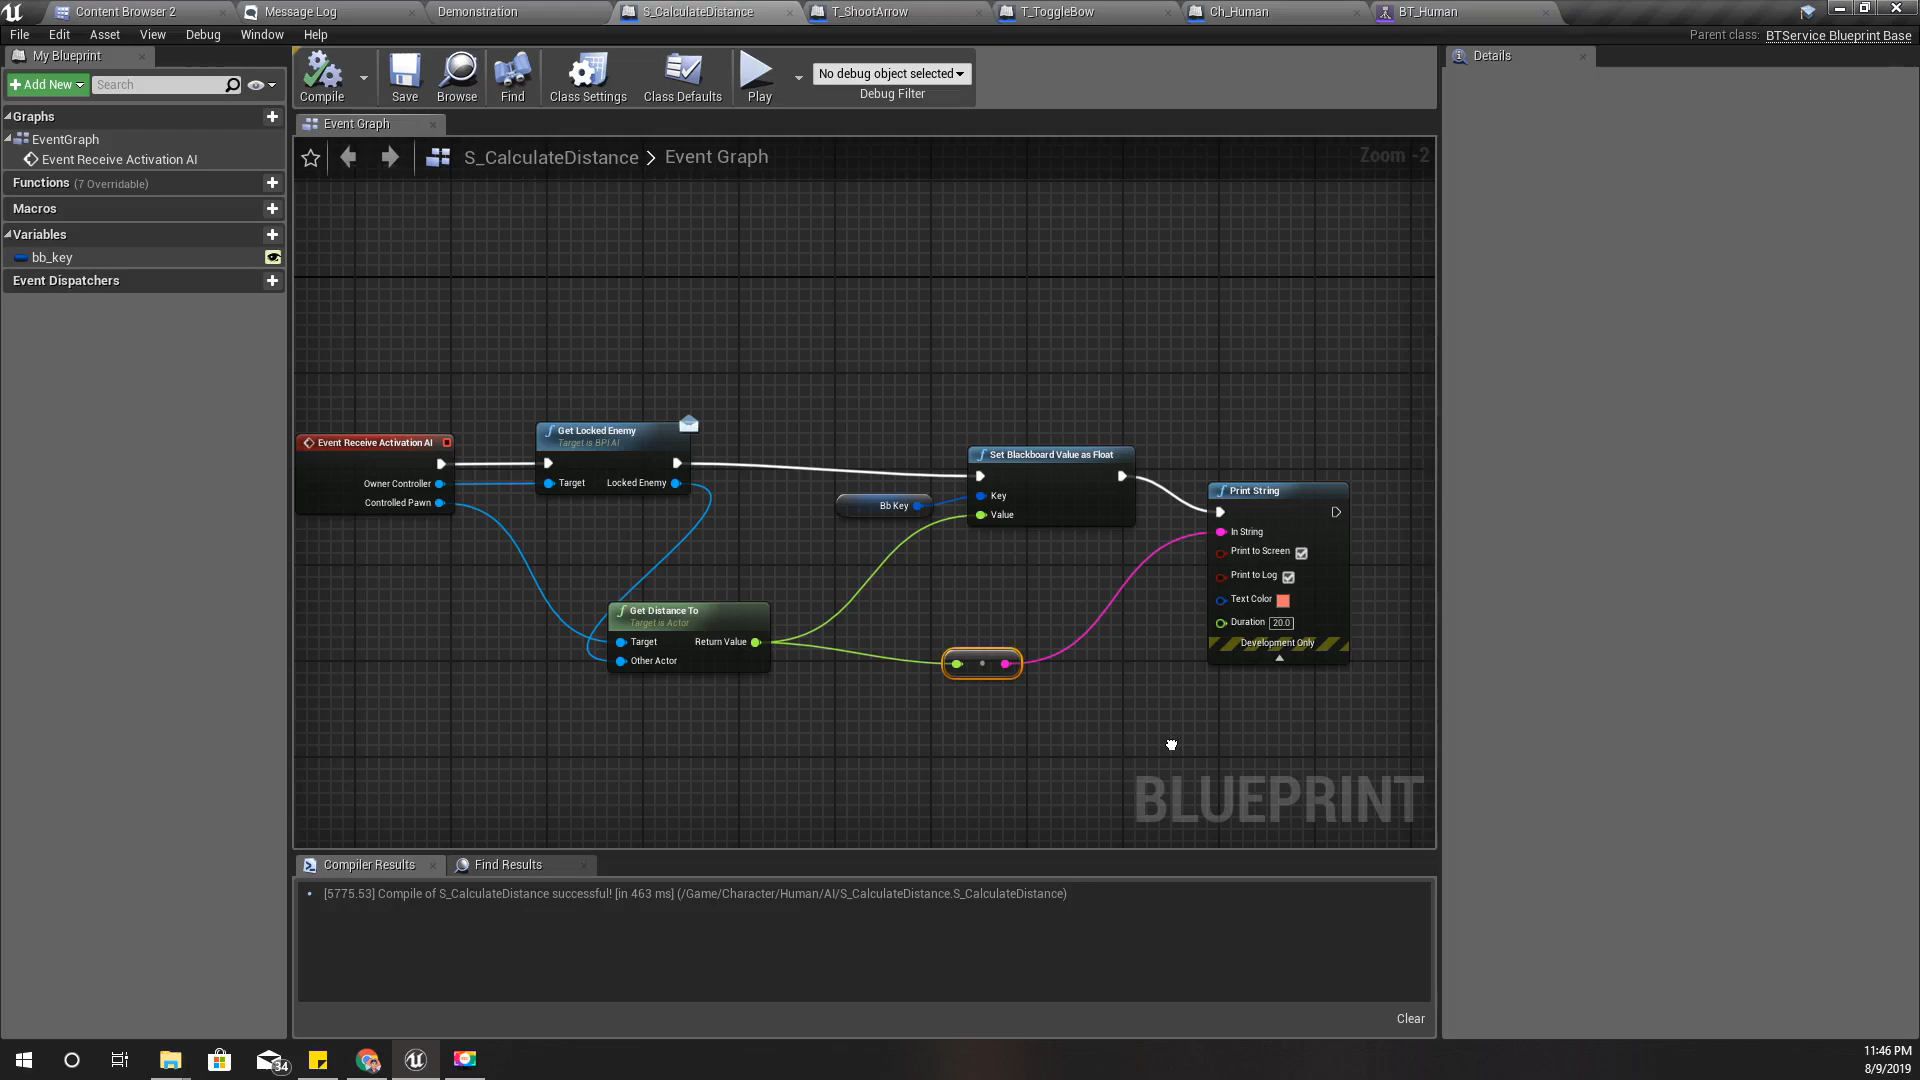 Content Browser 2
Message Log
Demonstration
S_CalculateDistance
T_ShootArrow
T_ToggleBow
Ch_Human
BT_Human
File Edit Asset View Debug Window Help
Parent class: BTService Blueprint Base
My Blueprint
Add New
Search
Compile
Save
Browse
Find
Class Settings
Class Defaults
Play
No debug object selected
Debug Filter
Details
Graphs
EventGraph
Event Receive Activation AI
Functions (7 Overridable)
Macros
Variables
bb_key
Event Dispatchers
Event Graph
S_CalculateDistance > Event Graph
Zoom -2
Event Receive Activation AI
Owner Controller
Controlled Pawn
Get Locked Enemy
Target is BPI AI
Target
Locked Enemy
Get Distance To
Target is Actor
Target
Return Value
Other Actor
Bb Key
Set Blackboard Value as Float
Key
Value
Print String
In String
Print to Screen
Print to Log
Text Color
Duration 20.0
Development Only
BLUEPRINT
Compiler Results
Find Results
[5775.53] Compile of S_CalculateDistance successful! [in 463 ms] (/Game/Character/Human/AI/S_CalculateDistance.S_CalculateDistance)
Clear
34
11:46 PM
8/9/2019